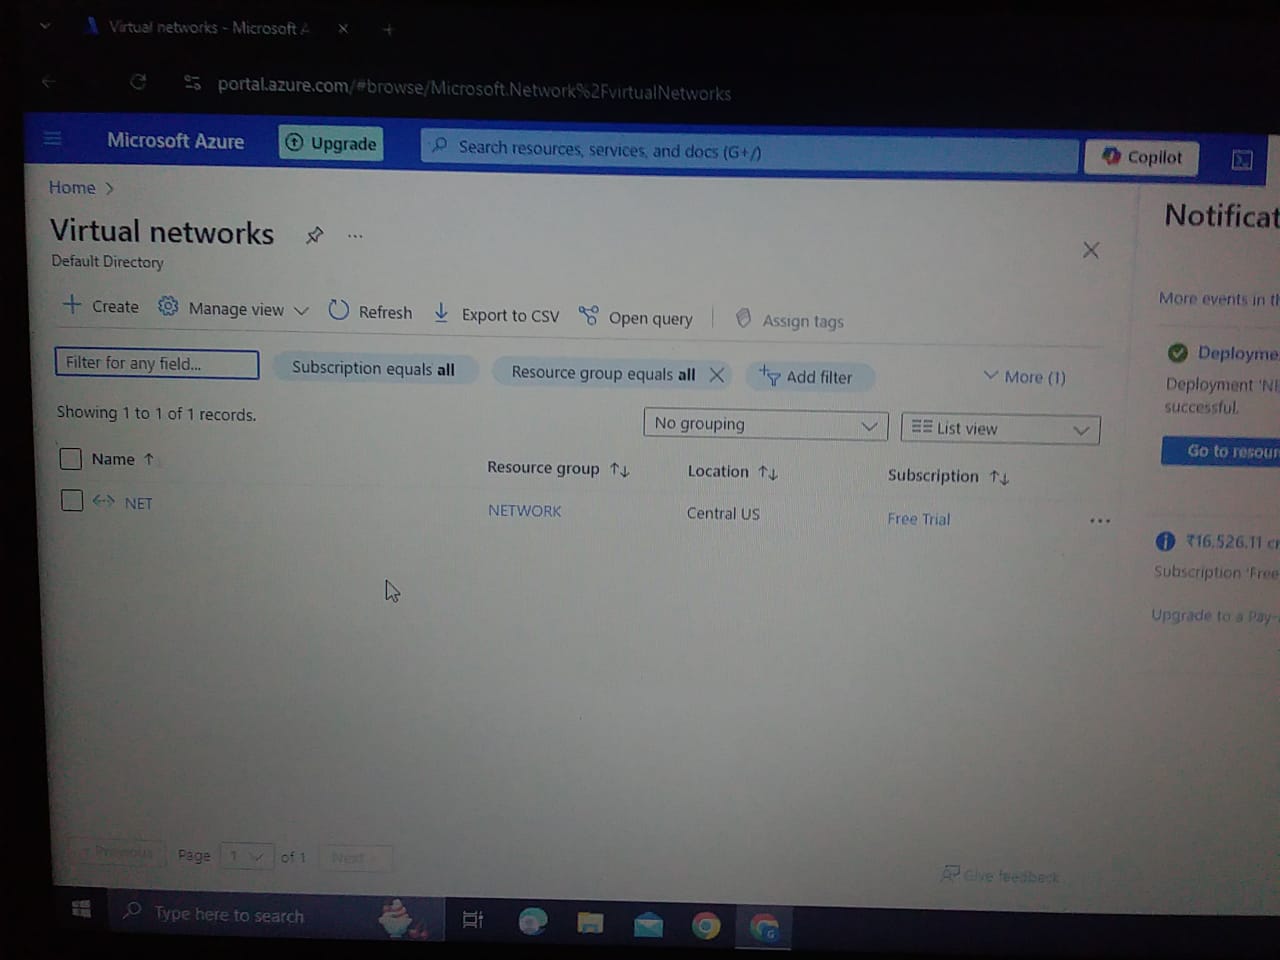 Virtual networks - Microsoft A
portal.azure.com/#browse/Microsoft.Network%2FvirtualNetworks
Microsoft Azure
Upgrade
Search resources, services, and docs (G+/)
Copilot
Home >
Virtual networks
...
Default Directory
Notificat
More events in th
Create
Manage view
Refresh
Export to CSV
Open query
Assign tags
Filter for any field...
Subscription equals all
Resource group equals all
Add filter
More (1)
Deployme
Deployment 'NE
successful.
Go to resour
Showing 1 to 1 of 1 records.
No grouping
List view
Name ↑
Resource group ↑↓
Location ↑↓
Subscription ↑↓
NET
NETWORK
Central US
Free Trial
...
₹16,526.11 cr
Subscription 'Free
Upgrade to a Pay-
< Previous
Page
1
of 1
Next >
Give feedback
Type here to search